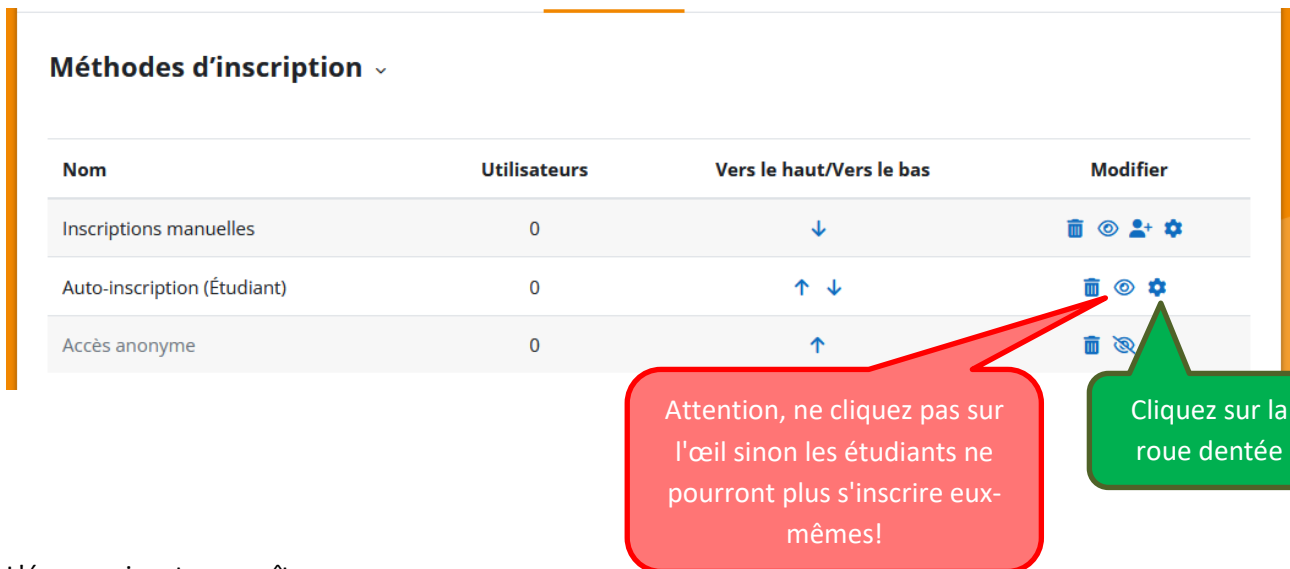 Méthodes d’inscription
Nom Utilisateurs Vers le haut/Vers le bas Modifier
Inscriptions manuelles 0
Auto-inscription (Étudiant) 0
Accès anonyme 0
Attention, ne cliquez pas sur
l'œil sinon les étudiants ne
pourront plus s'inscrire eux-
mêmes!
Cliquez sur la
roue dentée